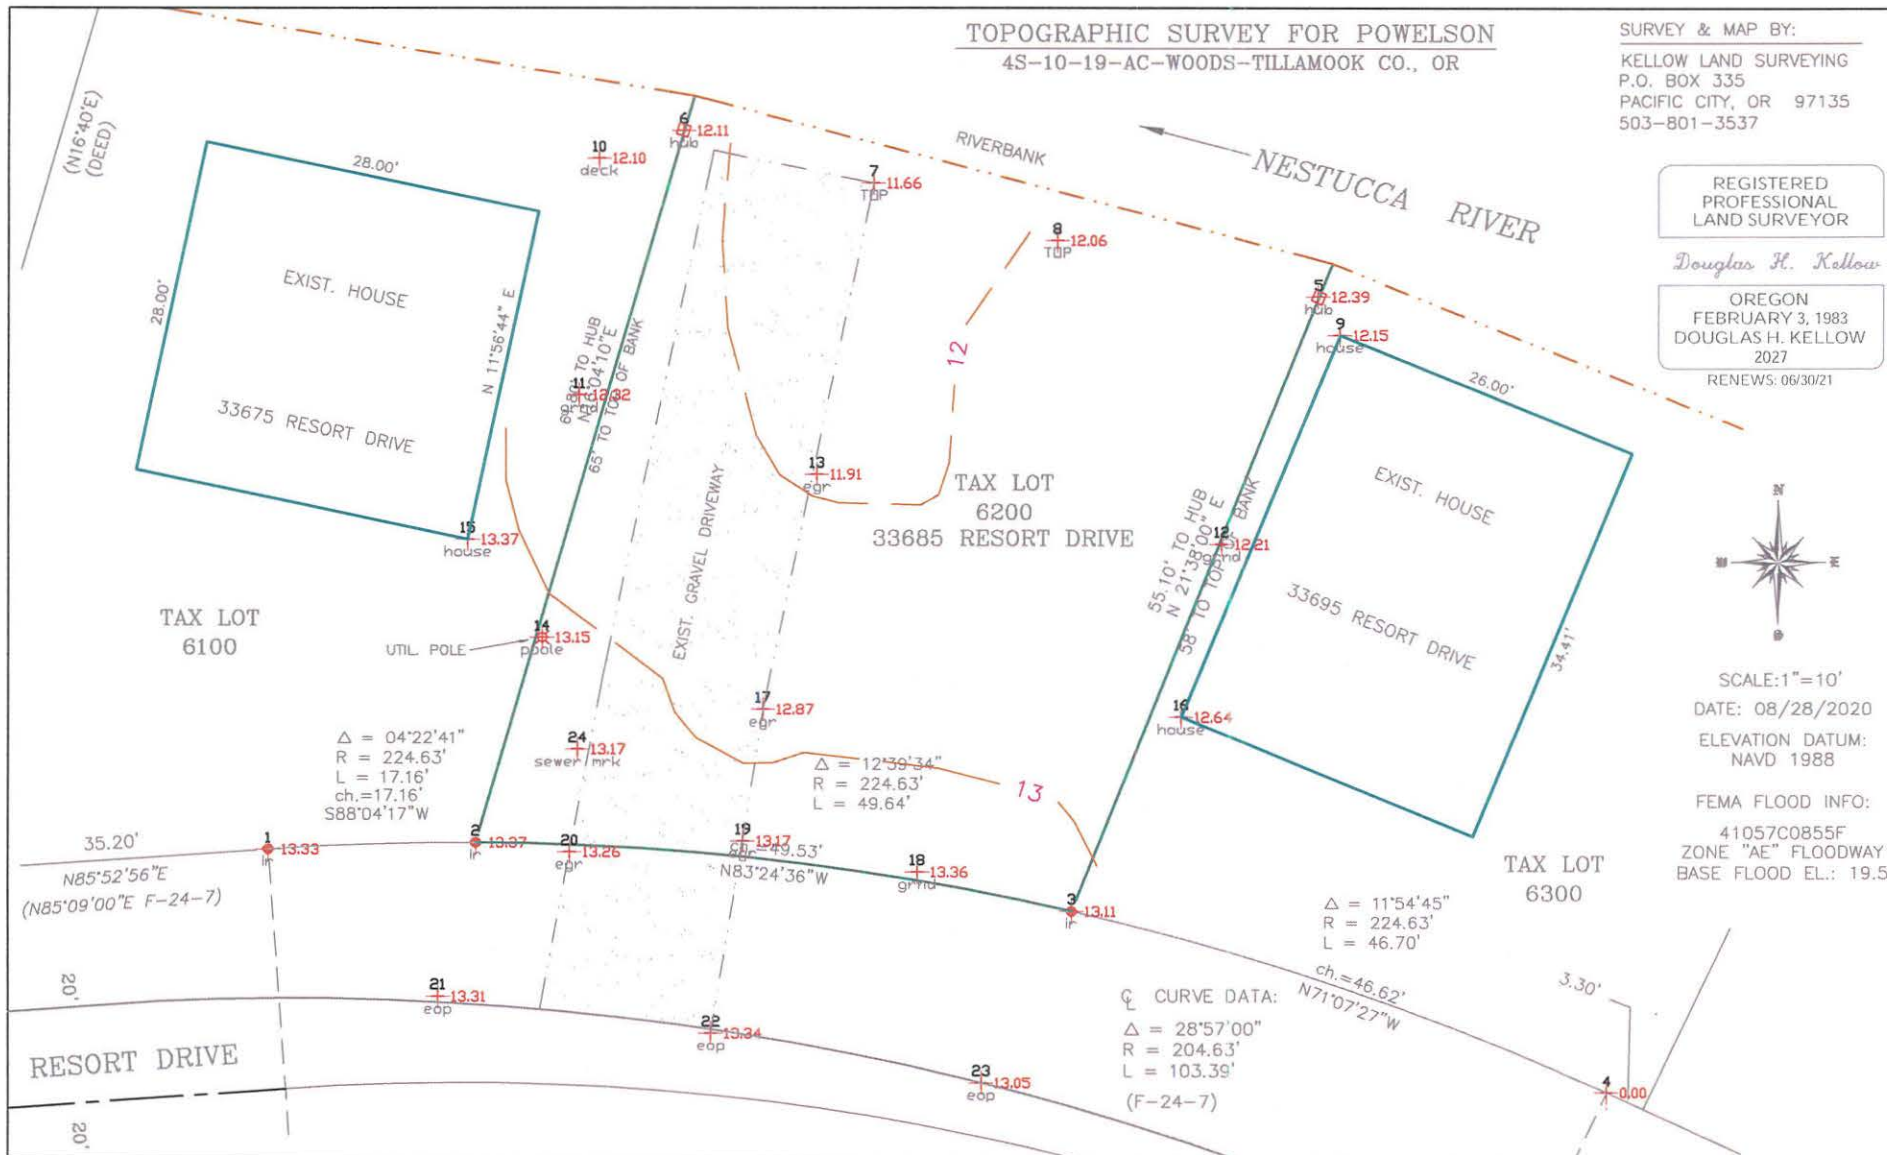 TOPOGRAPHIC SURVEY FOR POWELSON
4S-10-19-AC-WOODS-TILLAMOOK CO., OR
SURVEY & MAP BY:
KELLOW LAND SURVEYING
P.O. BOX 335
PACIFIC CITY, OR 97135
503-801-3537
REGISTERED
PROFESSIONAL
LAND SURVEYOR
Douglas H. Kellow
OREGON
FEBRUARY 3, 1983
DOUGLAS H. KELLOW
2027
RENEWS: 06/30/21
N
SCALE:1"=10'
DATE: 08/28/2020
ELEVATION DATUM:
NAVD 1988
FEMA FLOOD INFO:
41057C0855F
ZONE "AE" FLOODWAY
BASE FLOOD EL.: 19.5
(N16°40'E)
(DEED)
RIVERBANK
NESTUCCA RIVER
6
12.11
hub
10
12.10
deck
7
11.66
TOP
8
12.06
TOP
5
12.39
hub
9
12.15
house
28.00'
28.00'
EXIST. HOUSE
33675 RESORT DRIVE
N 11°56'44" E
11
12.32
65' TO TOP OF BANK
12
26.00'
EXIST. HOUSE
33695 RESORT DRIVE
34.41'
13
11.91
egr
TAX LOT
6200
33685 RESORT DRIVE
EXIST. GRAVEL DRIVEWAY
12
12.21
grnd
55.10' TO HUB
N 21°38'00" E
58' TO TOP OF BANK
15
13.37
house
TAX LOT
6100
14
13.15
UTIL. POLE
17
12.87
egr
16
12.64
house
24
13.17
sewer mrk
Δ = 04°22'41"
R = 224.63'
L = 17.16'
ch.=17.16'
S88°04'17"W
Δ = 12°39'34"
R = 224.63'
L = 49.64'
13
35.20'
N85°52'56"E
(N85°09'00"E F-24-7)
1
13.33
ir
2
13.37
ir
20
13.26
egr
19
13.17
egr
ch.=49.53'
N83°24'36"W
18
13.36
grnd
3
13.11
ir
TAX LOT
6300
Δ = 11°54'45"
R = 224.63'
L = 46.70'
ch.=46.62'
N71°07'27"W
3.30'
20'
21
13.31
eop
22
13.34
eop
23
13.05
eop
℄ CURVE DATA:
Δ = 28°57'00"
R = 204.63'
L = 103.39'
(F-24-7)
4
0.00
RESORT DRIVE
20'